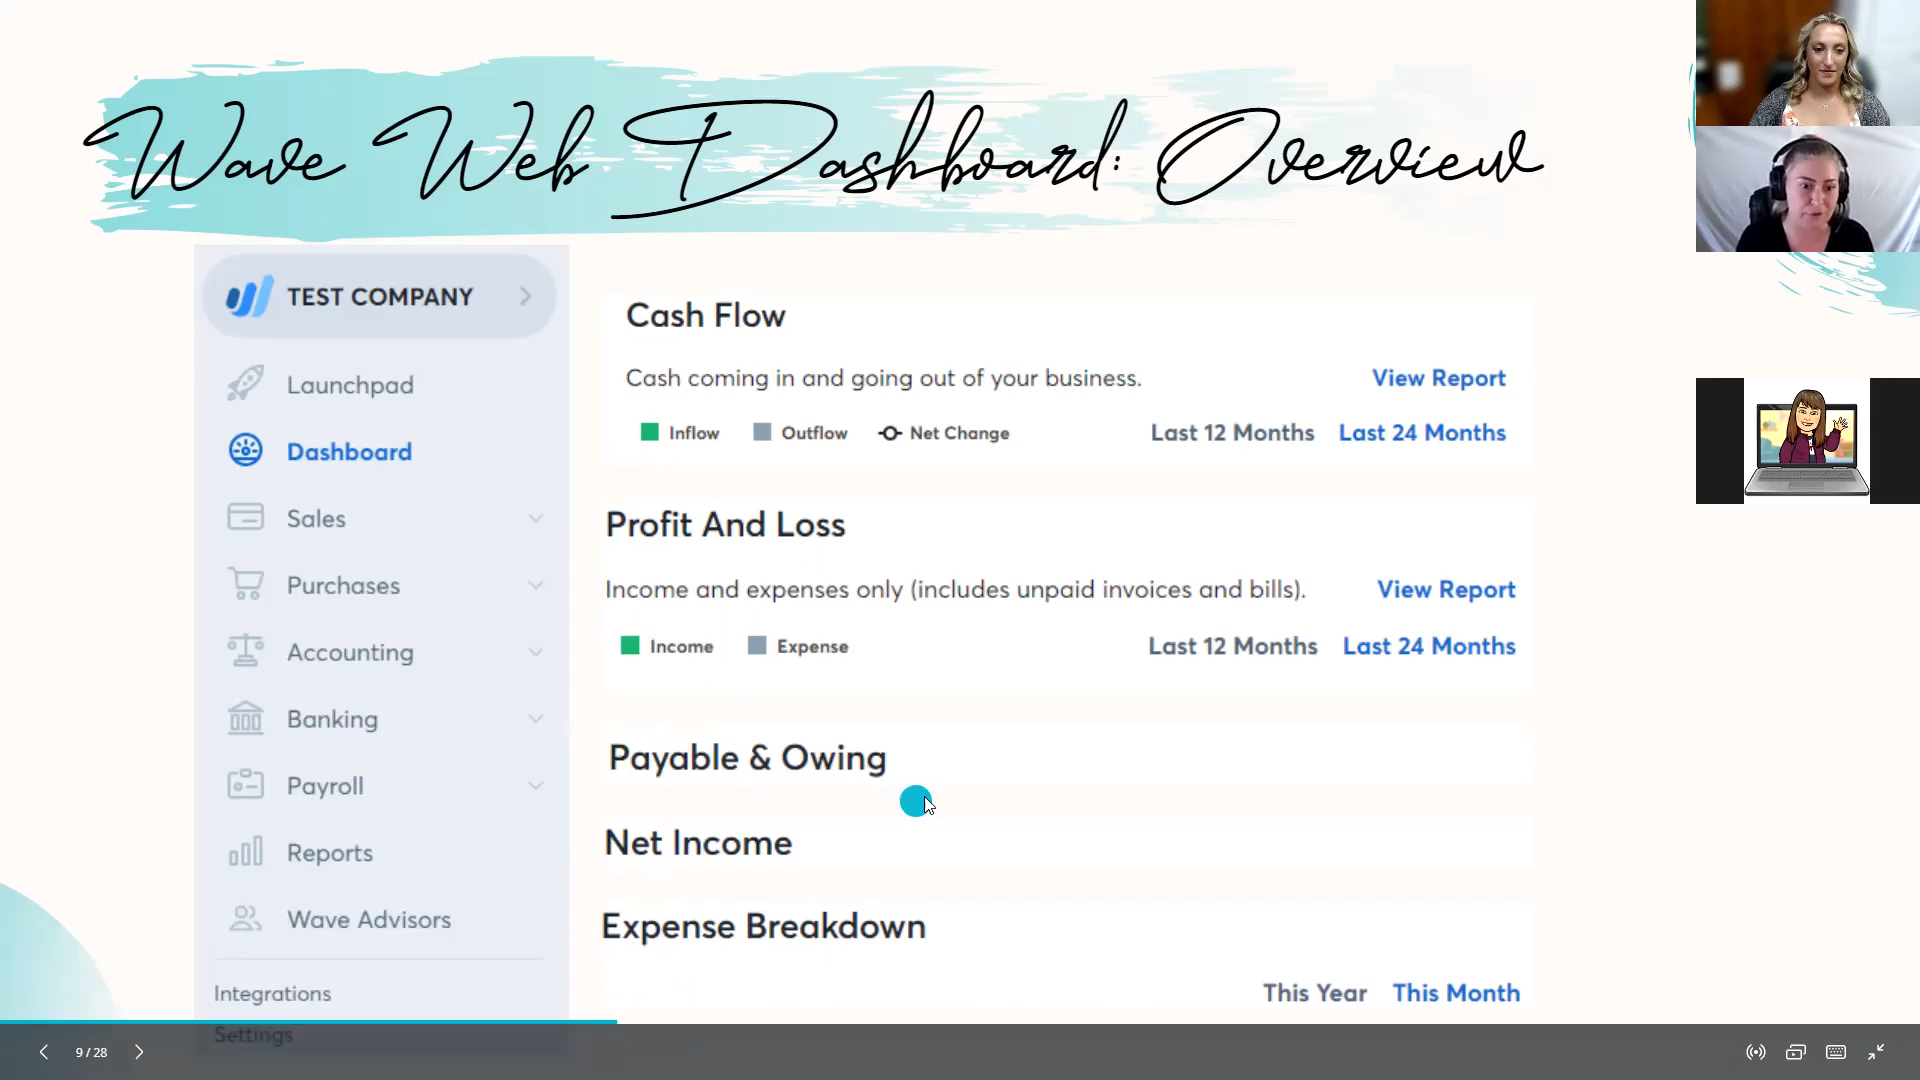 Wave Web Dashboard: Overview
TEST COMPANY
Launchpad
Dashboard
Sales
Purchases
Accounting
Banking
Payroll
Reports
Wave Advisors
Integrations
Settings
Cash Flow
Cash coming in and going out of your business. View Report
Inflow Outflow Net Change Last 12 Months Last 24 Months
Profit And Loss
Income and expenses only (includes unpaid invoices and bills). View Report
Income Expense Last 12 Months Last 24 Months
Payable & Owing
Net Income
Expense Breakdown
This Year This Month
9 / 28